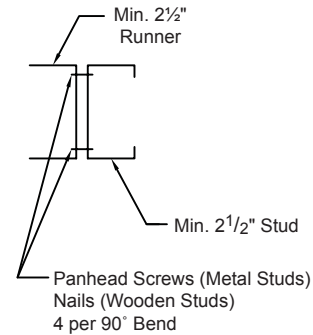 Min. 2½"
Runner
Min. 21/2" Stud
Panhead Screws (Metal Studs)
Nails (Wooden Studs)
4 per 90˚ Bend